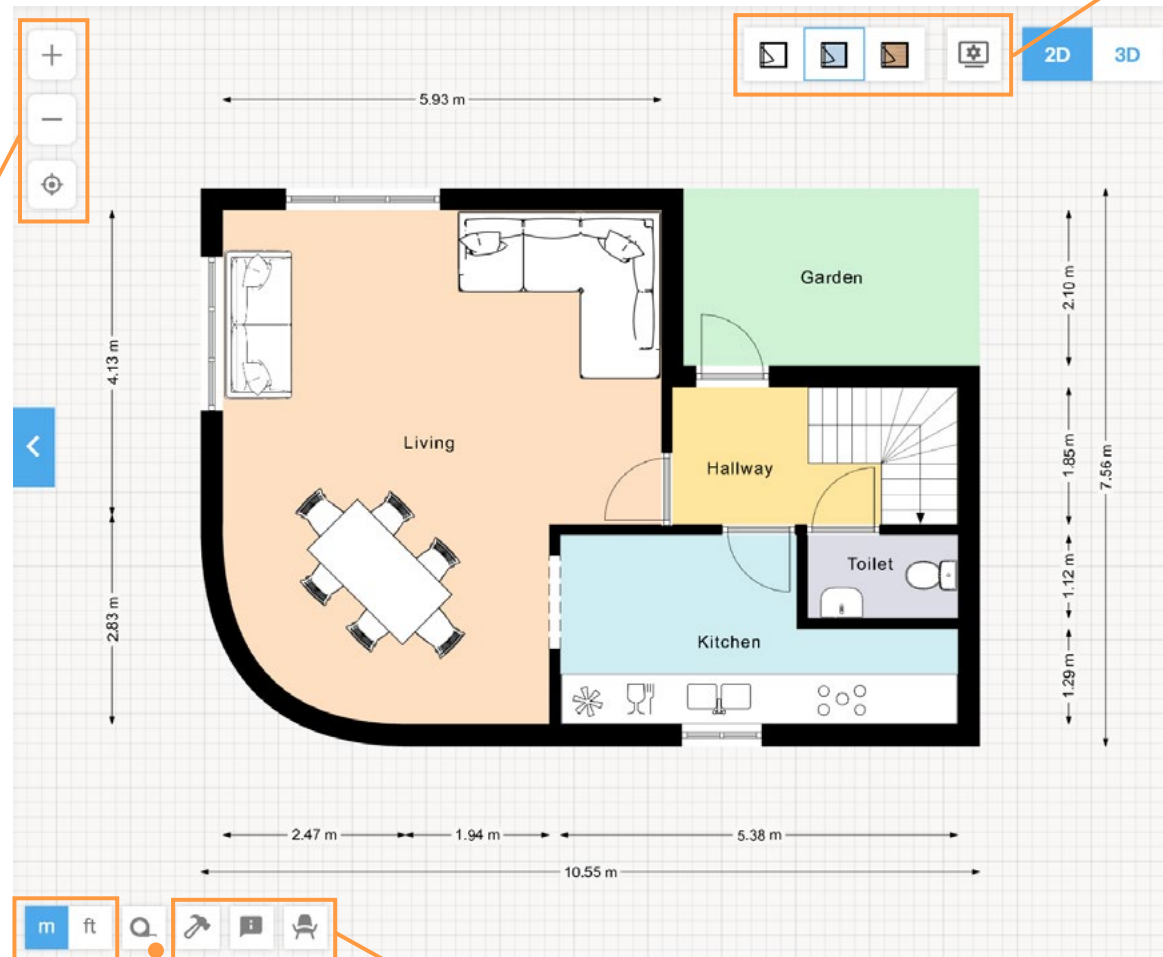 2D 3D
5.93 m
Garden
2.10 m
4.13 m
Living
Hallway
1.85 m
7.56 m
Toilet
1.12 m
2.83 m
Kitchen
1.29 m
2.47 m 1.94 m 5.38 m
10.55 m
m ft